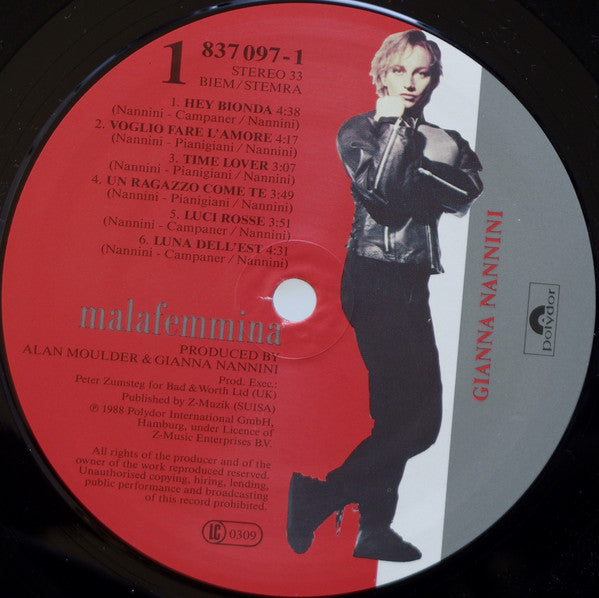 1
837 097-1
STEREO 33
BIEM/STEMRA
1. HEY BIONDA 4:38
(Nannini - Campaner / Nannini)
2. VOGLIO FARE L'AMORE 4:17
(Nannini - Pianigiani / Nannini)
3. TIME LOVER 3:07
(Nannini - Pianigiani / Nannini)
4. UN RAGAZZO COME TE 3:49
(Nannini - Pianigiani / Nannini)
5. LUCI ROSSE 3:51
(Nannini - Campaner / Nannini)
6. LUNA DELL'EST 4:31
(Nannini - Campaner / Nannini)
malafemmina
PRODUCED BY
ALAN MOULDER & GIANNA NANNINI
Prod. Exec.:
Peter Zumsteg for Bad & Worth Ltd (UK)
Published by Z-Muzik (SUISA)
℗ 1988 Polydor International GmbH,
Hamburg, under Licence of
Z-Music Enterprises B.V.
All rights of the producer and of the
owner of the work reproduced reserved.
Unauthorised copying, hiring, lending,
public performance and broadcasting
of this record prohibited.
LC 0309
GIANNA NANNINI
Polydor